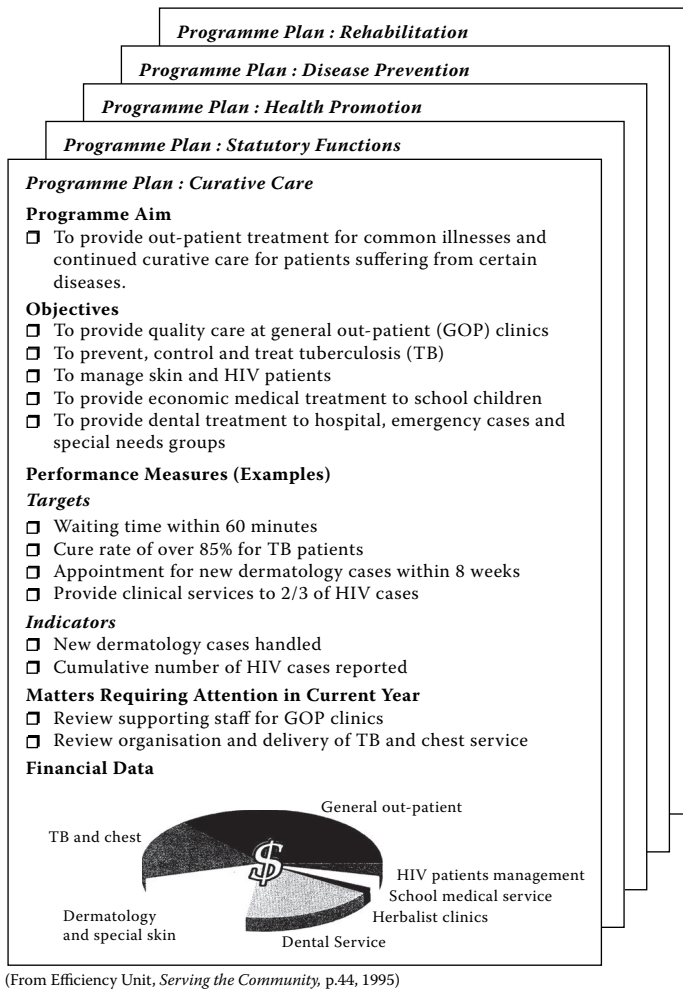 Programme Plan : Rehabilitation
Programme Plan : Disease Prevention
Programme Plan : Health Promotion
Programme Plan : Statutory Functions
Programme Plan : Curative Care
Programme Aim
To provide out-patient treatment for common illnesses and
continued curative care for patients suffering from certain
diseases.
Objectives
To provide quality care at general out-patient (GOP) clinics
To prevent, control and treat tuberculosis (TB)
To manage skin and HIV patients
To provide economic medical treatment to school children
To provide dental treatment to hospital, emergency cases and
special needs groups
Performance Measures (Examples)
Targets
Waiting time within 60 minutes
Cure rate of over 85% for TB patients
Appointment for new dermatology cases within 8 weeks
Provide clinical services to 2/3 of HIV cases
Indicators
New dermatology cases handled
Cumulative number of HIV cases reported
Matters Requiring Attention in Current Year
Review supporting staff for GOP clinics
Review organisation and delivery of TB and chest service
Financial Data
General out-patient
TB and chest
$
HIV patients management
School medical service
Herbalist clinics
Dermatology
and special skin
Dental Service
(From Efficiency Unit, Serving the Community, p.44, 1995)